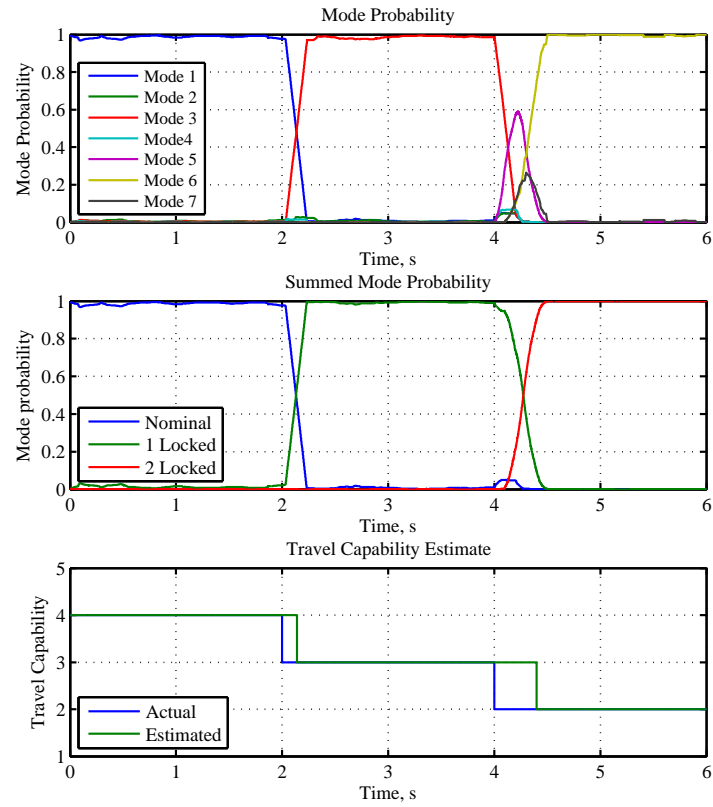 Mode Probability
Mode Probability
1
0.8
0.6
0.4
0.2
0
Mode 1
Mode 2
Mode 3
Mode4
Mode 5
Mode 6
Mode 7
0 1 2 3 4 5 6
Time, s
Summed Mode Probability
Mode probability
1
0.8
0.6
0.4
0.2
0
Nominal
1 Locked
2 Locked
0 1 2 3 4 5 6
Time, s
Travel Capability Estimate
Travel Capability
5
4
3
2
1
Actual
Estimated
0 1 2 3 4 5 6
Time, s